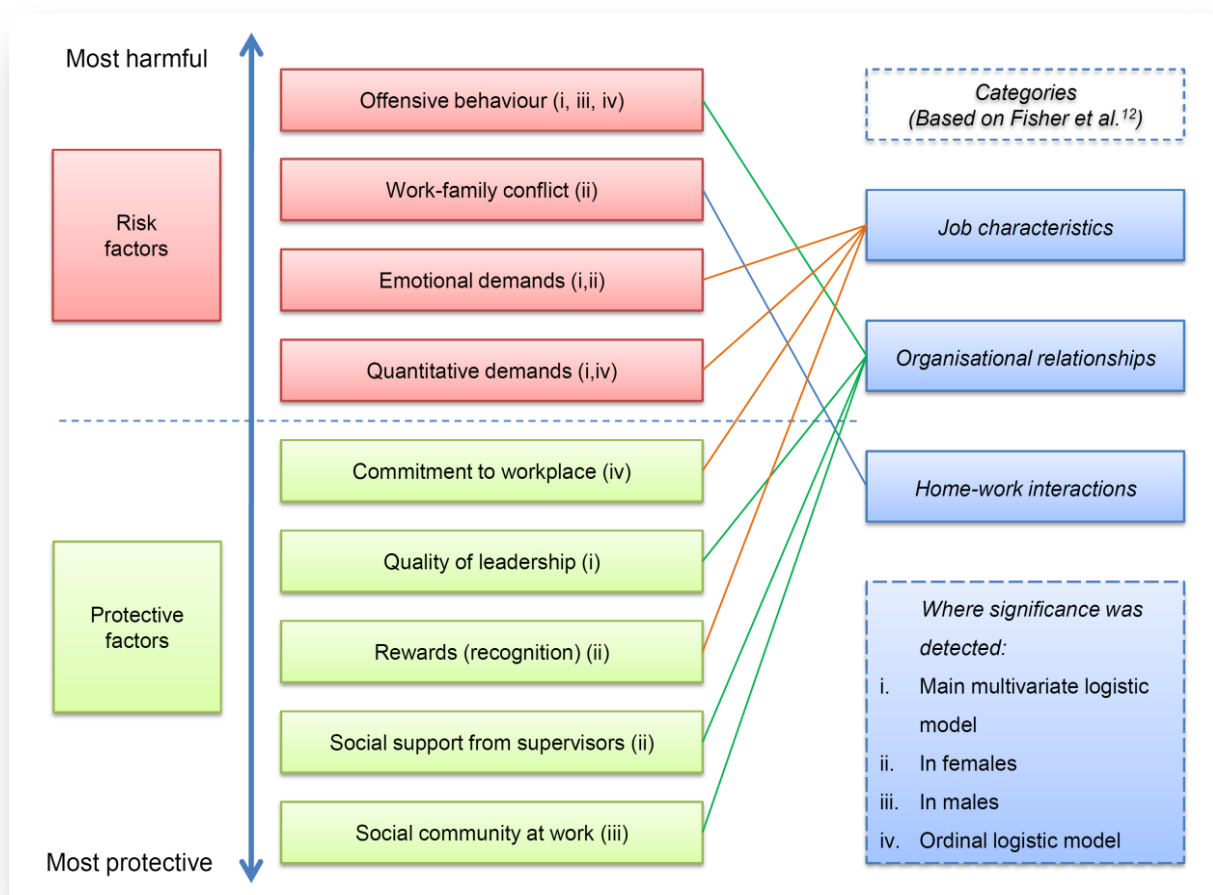 Most harmful
Offensive behaviour (i, iii, iv)
Work-family conflict (ii)
Risk
factors
Emotional demands (i,ii)
Quantitative demands (i,iv)
Commitment to workplace (iv)
Quality of leadership (i)
Protective
factors
Rewards (recognition) (ii)
Social support from supervisors (ii)
Social community at work (iii)
Most protective
Categories
(Based on Fisher et al.¹²)
Job characteristics
Organisational relationships
Home-work interactions
Where significance was
detected:
i. Main multivariate logistic
model
ii. In females
iii. In males
iv. Ordinal logistic model